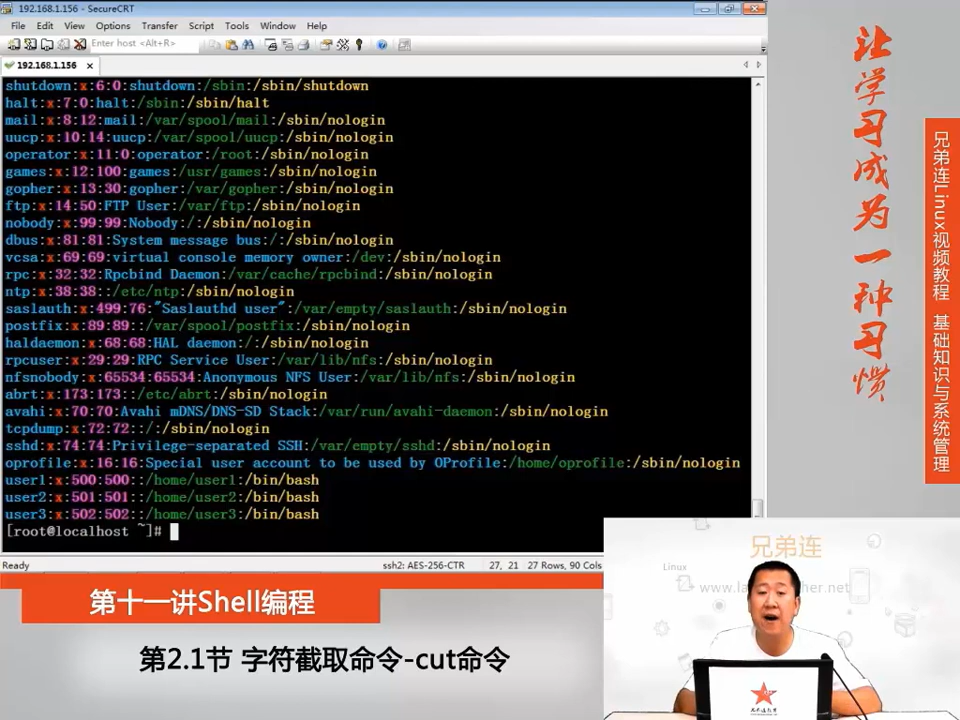 192.168.1.156 - SecureCRT
File Edit View Options Transfer Script Tools Window Help
Enter host <Alt+R>
192.168.1.156
shutdown:x:6:0:shutdown:/sbin:/sbin/shutdown
halt:x:7:0:halt:/sbin:/sbin/halt
mail:x:8:12:mail:/var/spool/mail:/sbin/nologin
uucp:x:10:14:uucp:/var/spool/uucp:/sbin/nologin
operator:x:11:0:operator:/root:/sbin/nologin
games:x:12:100:games:/usr/games:/sbin/nologin
gopher:x:13:30:gopher:/var/gopher:/sbin/nologin
ftp:x:14:50:FTP User:/var/ftp:/sbin/nologin
nobody:x:99:99:Nobody:/:/sbin/nologin
dbus:x:81:81:System message bus:/:/sbin/nologin
vcsa:x:69:69:virtual console memory owner:/dev:/sbin/nologin
rpc:x:32:32:Rpcbind Daemon:/var/cache/rpcbind:/sbin/nologin
ntp:x:38:38::/etc/ntp:/sbin/nologin
saslauth:x:499:76:"Saslauthd user":/var/empty/saslauth:/sbin/nologin
postfix:x:89:89::/var/spool/postfix:/sbin/nologin
haldaemon:x:68:68:HAL daemon:/:/sbin/nologin
rpcuser:x:29:29:RPC Service User:/var/lib/nfs:/sbin/nologin
nfsnobody:x:65534:65534:Anonymous NFS User:/var/lib/nfs:/sbin/nologin
abrt:x:173:173::/etc/abrt:/sbin/nologin
avahi:x:70:70:Avahi mDNS/DNS-SD Stack:/var/run/avahi-daemon:/sbin/nologin
tcpdump:x:72:72::/:/sbin/nologin
sshd:x:74:74:Privilege-separated SSH:/var/empty/sshd:/sbin/nologin
oprofile:x:16:16:Special user account to be used by OProfile:/home/oprofile:/sbin/nologin
user1:x:500:500::/home/user1:/bin/bash
user2:x:501:501::/home/user2:/bin/bash
user3:x:502:502::/home/user3:/bin/bash
[root@localhost ~]#
Ready ssh2: AES-256-CTR 27, 21 27 Rows, 90 Cols
让学习成为一种习惯
兄弟连Linux视频教程 基础知识与系统管理
第十一讲Shell编程
第2.1节 字符截取命令-cut命令
兄弟连
Linux